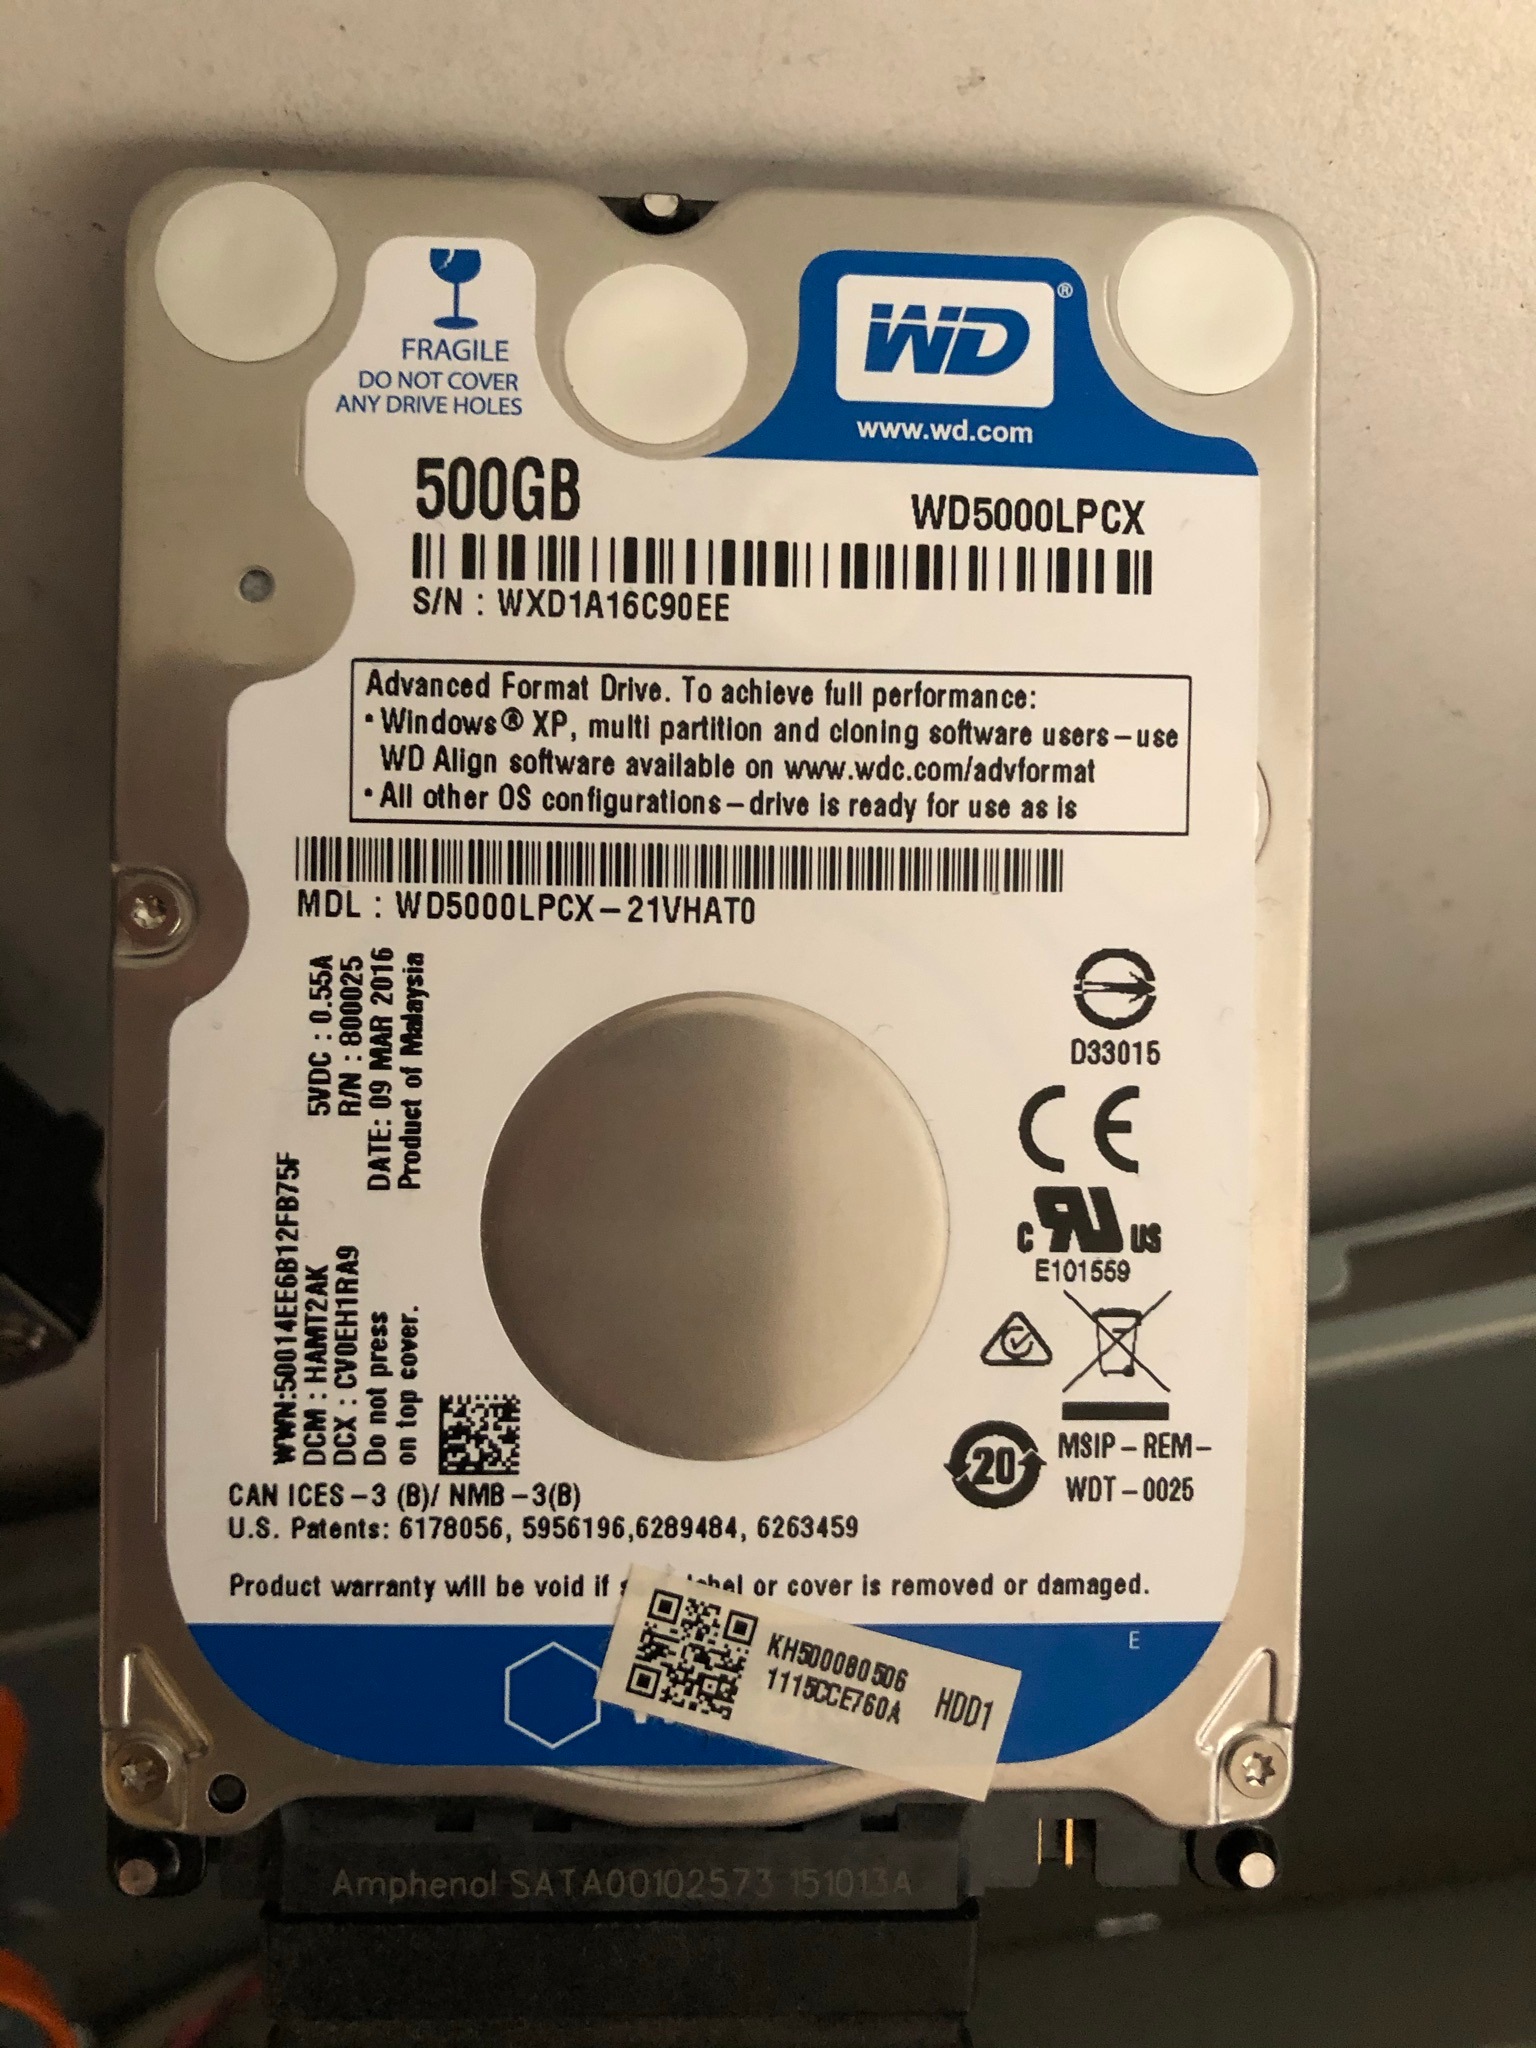 FRAGILE
DO NOT COVER
ANY DRIVE HOLES
WD®
www.wd.com
500GB
WD5000LPCX
S/N : WXD1A16C90EE
Advanced Format Drive. To achieve full performance:
• Windows® XP, multi partition and cloning software users–use
WD Align software available on www.wdc.com/advformat
• All other OS configurations–drive is ready for use as is
MDL : WD5000LPCX–21VHAT0
5VDC : 0.55A
R/N : 800025
DATE: 09 MAR 2016
Product of Malaysia
WWN:50014EE6B12FB75F
DCM : HAMT2AK
DCX : CV0EH1RA9
Do not press
on top cover.
D33015
CE
c RU US
E101559
20
MSIP–REM–
WDT–0025
CAN ICES–3 (B)/ NMB–3(B)
U.S. Patents: 6178056, 5956196,6289484, 6263459
Product warranty will be void if label or cover is removed or damaged.
E
KH500080506
1115CCE760A
HDD1
Amphenol SATA00102573 151013A